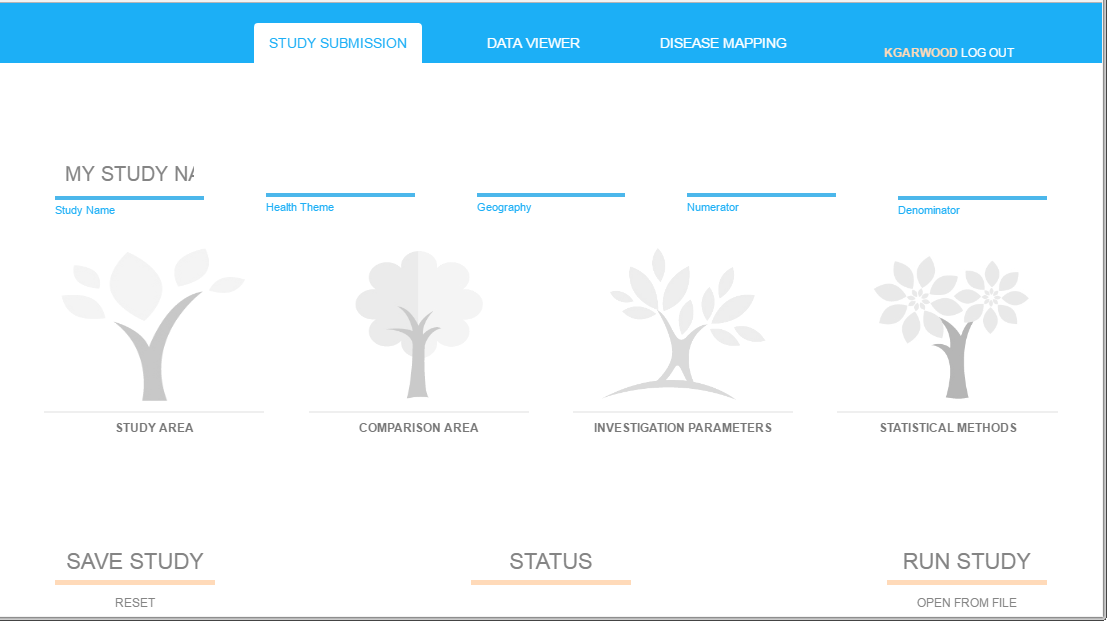 STUDY SUBMISSION DATA VIEWER DISEASE MAPPING KGARWOOD LOG OUT
MY STUDY NA
Study Name Health Theme Geography Numerator Denominator
STUDY AREA COMPARISON AREA INVESTIGATION PARAMETERS STATISTICAL METHODS
SAVE STUDY STATUS RUN STUDY
RESET OPEN FROM FILE